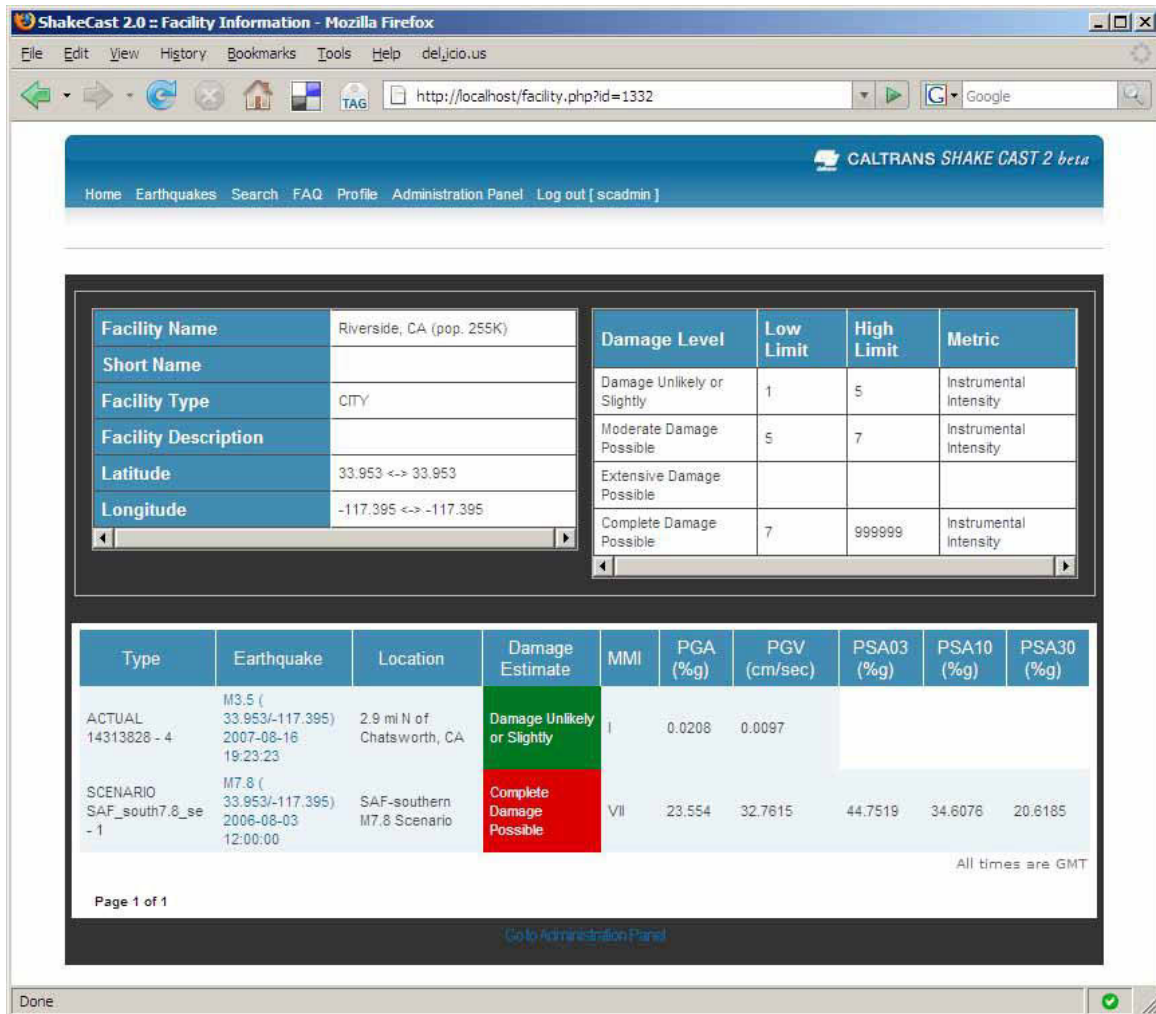 ShakeCast 2.0 :: Facility Information - Mozilla Firefox
File Edit View History Bookmarks Tools Help del.icio.us
TAG http://localhost/facility.php?id=1332 G Google
CALTRANS SHAKE CAST 2 beta
Home Earthquakes Search FAQ Profile Administration Panel Log out [ scadmin ]
Facility Name Riverside, CA (pop. 255K)
Short Name
Facility Type CITY
Facility Description
Latitude 33.953 <-> 33.953
Longitude -117.395 <-> -117.395
Damage Level Low Limit High Limit Metric
Damage Unlikely or Slightly 1 5 Instrumental Intensity
Moderate Damage Possible 5 7 Instrumental Intensity
Extensive Damage Possible
Complete Damage Possible 7 999999 Instrumental Intensity
Type Earthquake Location Damage Estimate MMI PGA (%g) PGV (cm/sec) PSA03 (%g) PSA10 (%g) PSA30 (%g)
ACTUAL 14313828 - 4 M3.5 ( 33.953/-117.395) 2007-08-16 19:23:23 2.9 mi N of Chatsworth, CA Damage Unlikely or Slightly I 0.0208 0.0097
SCENARIO SAF_south7.8_se - 1 M7.8 ( 33.953/-117.395) 2006-08-03 12:00:00 SAF-southern M7.8 Scenario Complete Damage Possible VII 23.554 32.7615 44.7519 34.6076 20.6185
All times are GMT
Page 1 of 1
Go to Administration Panel
Done